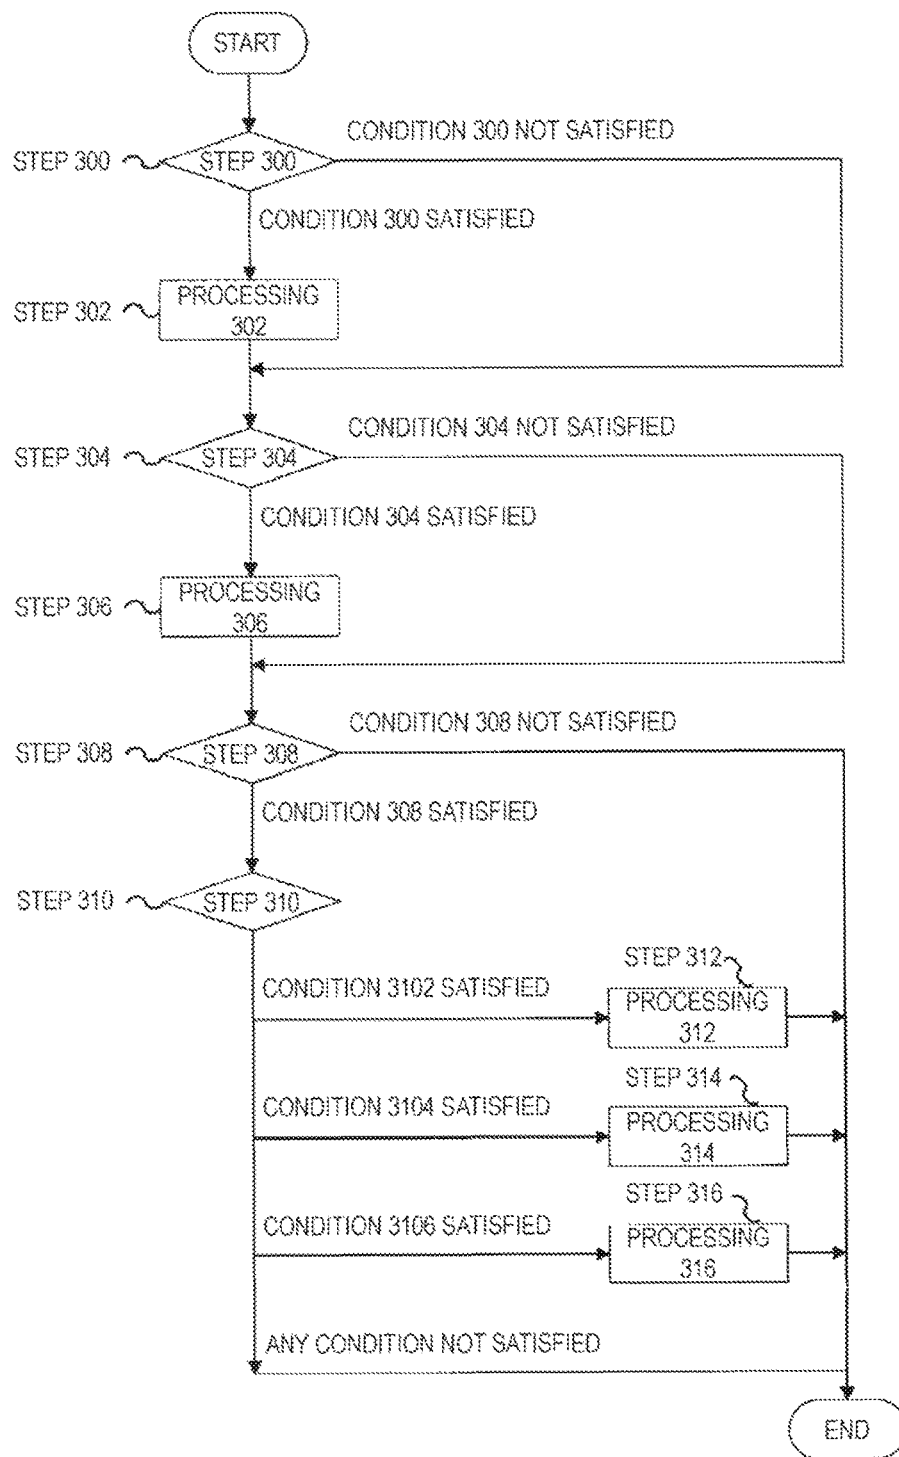 START
CONDITION 300 NOT SATISFIED
STEP 300
STEP 300
CONDITION 300 SATISFIED
PROCESSING
302
STEP 302
CONDITION 304 NOT SATISFIED
STEP 304
STEP 304
CONDITION 304 SATISFIED
PROCESSING
306
STEP 306
CONDITION 308 NOT SATISFIED
STEP 308
STEP 308
CONDITION 308 SATISFIED
STEP 310
STEP 310
STEP 312
CONDITION 3102 SATISFIED
PROCESSING
312
STEP 314
CONDITION 3104 SATISFIED
PROCESSING
314
STEP 316
CONDITION 3106 SATISFIED
PROCESSING
316
ANY CONDITION NOT SATISFIED
END